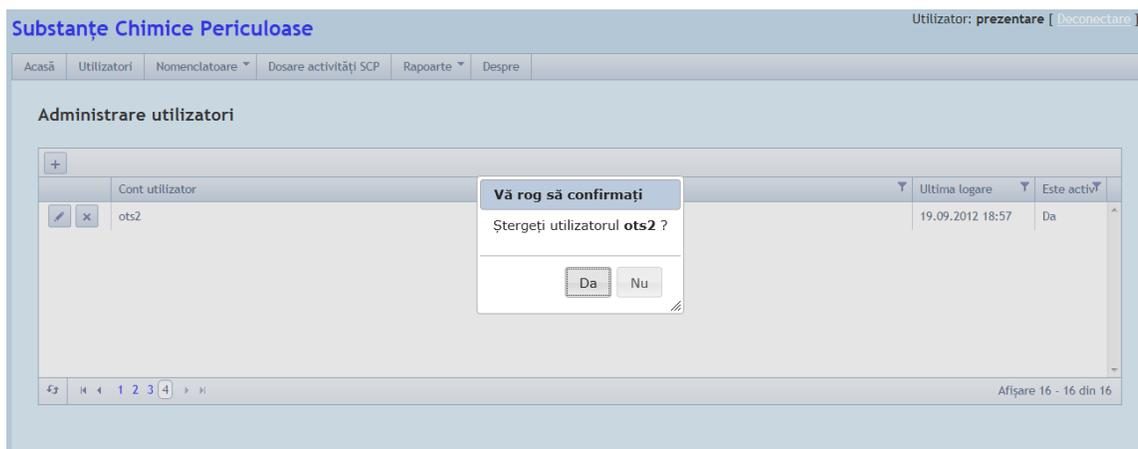 Substanțe Chimice Periculoase
Utilizator: prezentare [ Deconectare ]
Acasă Utilizatori Nomenclatoare Dosare activități SCP Rapoarte Despre
Administrare utilizatori
+
Cont utilizator Ultima logare Este activ
ots2 19.09.2012 18:57 Da
Vă rog să confirmați
Ștergeți utilizatorul ots2 ?
Da Nu
1 2 3 4 Afișare 16 - 16 din 16